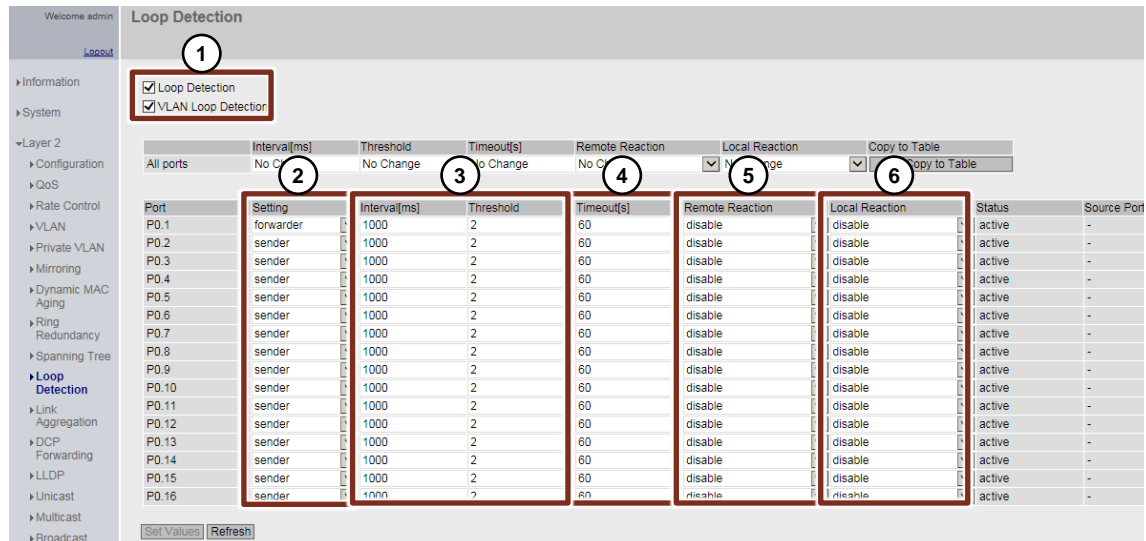 Welcome admin
Logout
Loop Detection
1
Information
System
Layer 2
Configuration
QoS
Rate Control
VLAN
Private VLAN
Mirroring
Dynamic MAC
Aging
Ring
Redundancy
Spanning Tree
Loop
Detection
Link
Aggregation
DCP
Forwarding
LLDP
Unicast
Multicast
Broadcast
Loop Detection
VLAN Loop Detection
Interval[ms] Threshold Timeout[s] Remote Reaction Local Reaction Copy to Table
All ports No No Change No Change No Copy to Table
2 3 4 5 6
Port Setting Interval[ms] Threshold Timeout[s] Remote Reaction Local Reaction Status Source Port
P0.1 forwarder 1000 2 60 disable disable active -
P0.2 sender 1000 2 60 disable disable active -
P0.3 sender 1000 2 60 disable disable active -
P0.4 sender 1000 2 60 disable disable active -
P0.5 sender 1000 2 60 disable disable active -
P0.6 sender 1000 2 60 disable disable active -
P0.7 sender 1000 2 60 disable disable active -
P0.8 sender 1000 2 60 disable disable active -
P0.9 sender 1000 2 60 disable disable active -
P0.10 sender 1000 2 60 disable disable active -
P0.11 sender 1000 2 60 disable disable active -
P0.12 sender 1000 2 60 disable disable active -
P0.13 sender 1000 2 60 disable disable active -
P0.14 sender 1000 2 60 disable disable active -
P0.15 sender 1000 2 60 disable disable active -
P0.16 sender 1000 2 60 disable disable active -
Set Values Refresh